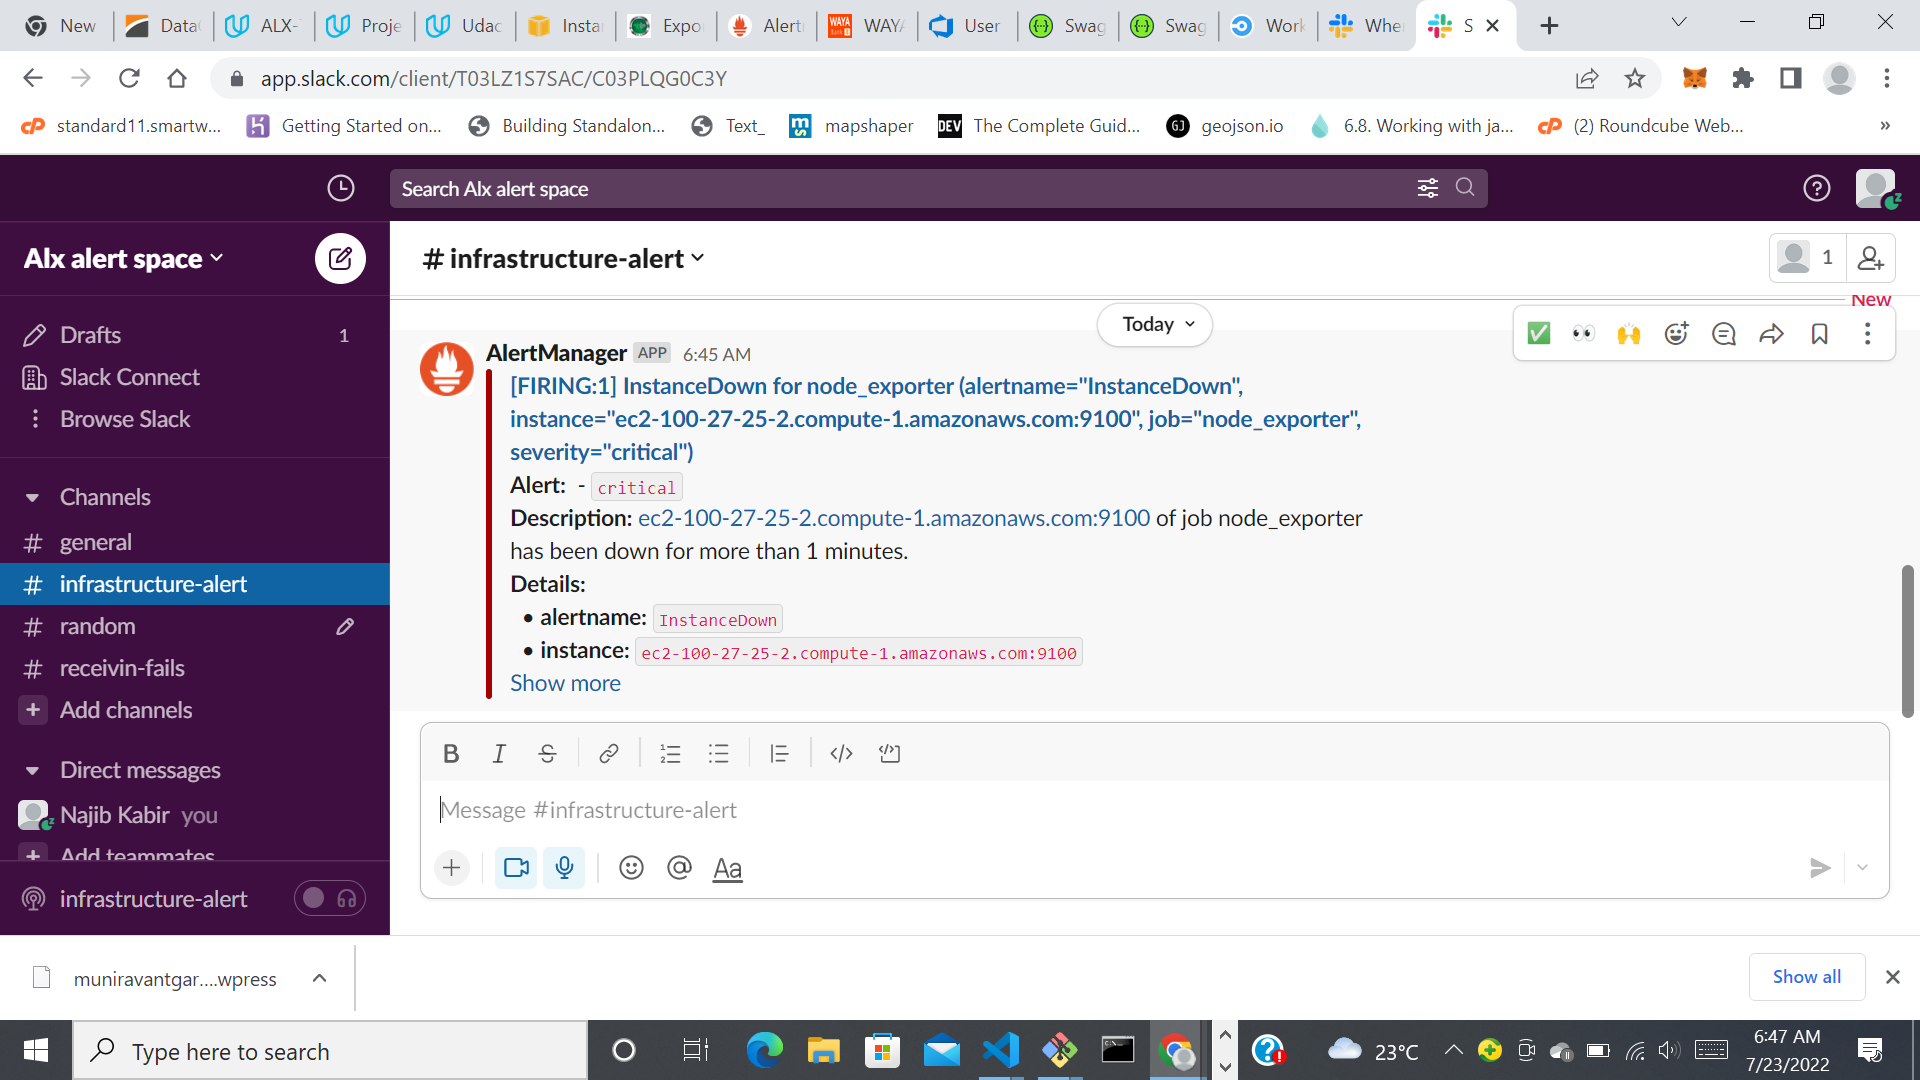 New
Data
ALX-
Proje
Udac
Insta
Expo
Alert
WAYA
User
Swag
Swag
Work
Whe
S
app.slack.com/client/T03LZ1S7SAC/C03PLQG0C3Y
standard11.smartw...
Getting Started on...
Building Standalon...
Text_
mapshaper
DEV The Complete Guid...
geojson.io
6.8. Working with ja...
(2) Roundcube Web...
»
Search Alx alert space
Alx alert space
# infrastructure-alert
1
New
Drafts 1
Slack Connect
Browse Slack
Channels
# general
# infrastructure-alert
# random
# receivin-fails
+ Add channels
Direct messages
Najib Kabir you
+ Add teammates
infrastructure-alert
Today
AlertManager APP 6:45 AM
[FIRING:1] InstanceDown for node_exporter (alertname="InstanceDown",
instance="ec2-100-27-25-2.compute-1.amazonaws.com:9100", job="node_exporter",
severity="critical")
Alert: - critical
Description: ec2-100-27-25-2.compute-1.amazonaws.com:9100 of job node_exporter
has been down for more than 1 minutes.
Details:
• alertname: InstanceDown
• instance: ec2-100-27-25-2.compute-1.amazonaws.com:9100
Show more
Message #infrastructure-alert
muniravantgar....wpress
Show all
Type here to search
23°C
6:47 AM
7/23/2022